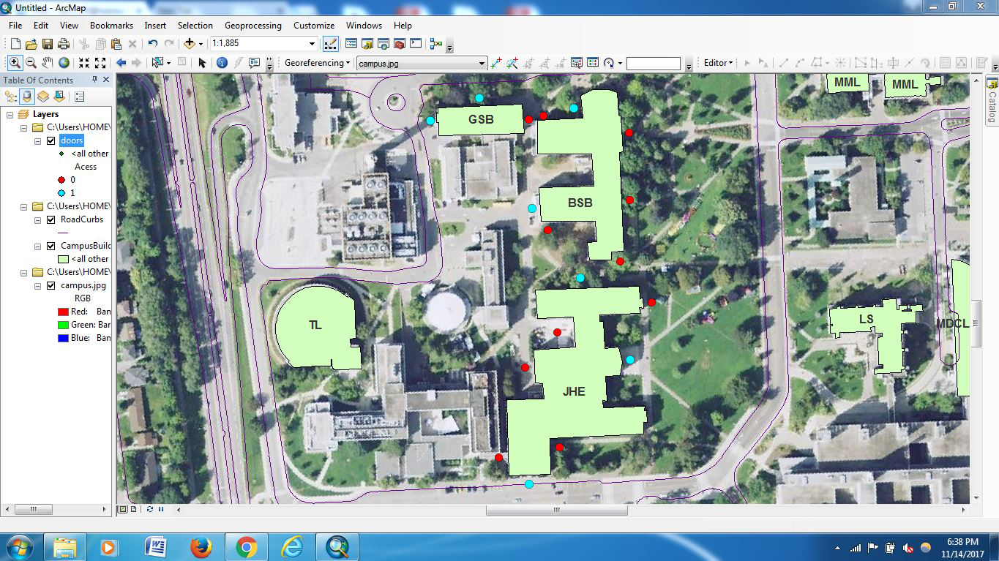 Untitled - ArcMap
File Edit View Bookmarks Insert Selection Geoprocessing Customize Windows Help
1:1,885
Georeferencing campus.jpg Editor
Table Of Contents
Catalog
Layers
C:\Users\HOME\
doors
<all other
Acess
0
1
C:\Users\HOME\
RoadCurbs
CampusBuilc
<all other
C:\Users\HOME\
campus.jpg
RGB
Red: Ban
Green: Bar
Blue: Ban
MML
MML
GSB
BSB
TL
LS
MDCL
JHE
6:38 PM
11/14/2017